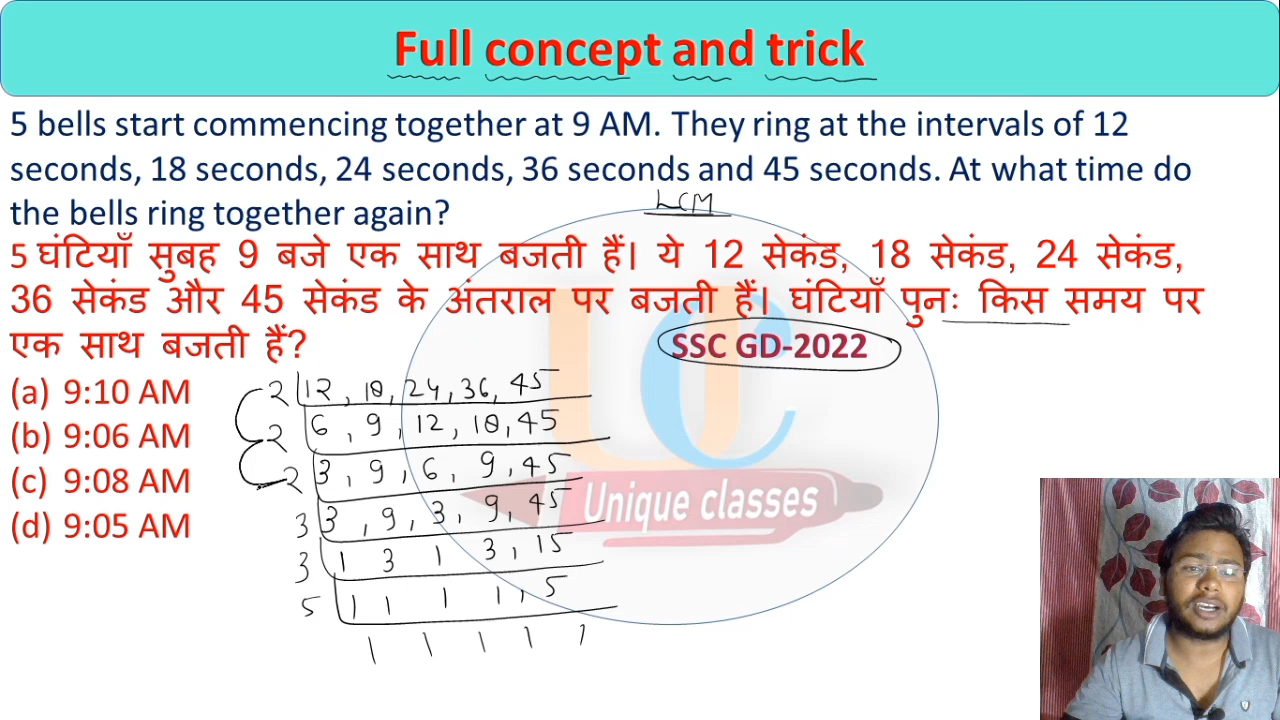 Full concept and trick
5 bells start commencing together at 9 AM. They ring at the intervals of 12
seconds, 18 seconds, 24 seconds, 36 seconds and 45 seconds. At what time do
the bells ring together again?
LCM
5 घंटियाँ सुबह 9 बजे एक साथ बजती हैं। ये 12 सेकंड, 18 सेकंड, 24 सेकंड,
36 सेकंड और 45 सेकंड के अंतराल पर बजती हैं। घंटियाँ पुनः किस समय पर
एक साथ बजती हैं?
SSC GD-2022
(a) 9:10 AM
(b) 9:06 AM
(c) 9:08 AM
(d) 9:05 AM
2 12, 18, 24, 36, 45
2 6, 9, 12, 18, 45
2 3, 9, 6, 9, 45
3 3, 9, 3, 9, 45
3 1 3 1 3, 15
5 1 1 1 1, 5
1 1 1 1 1
UC
Unique classes